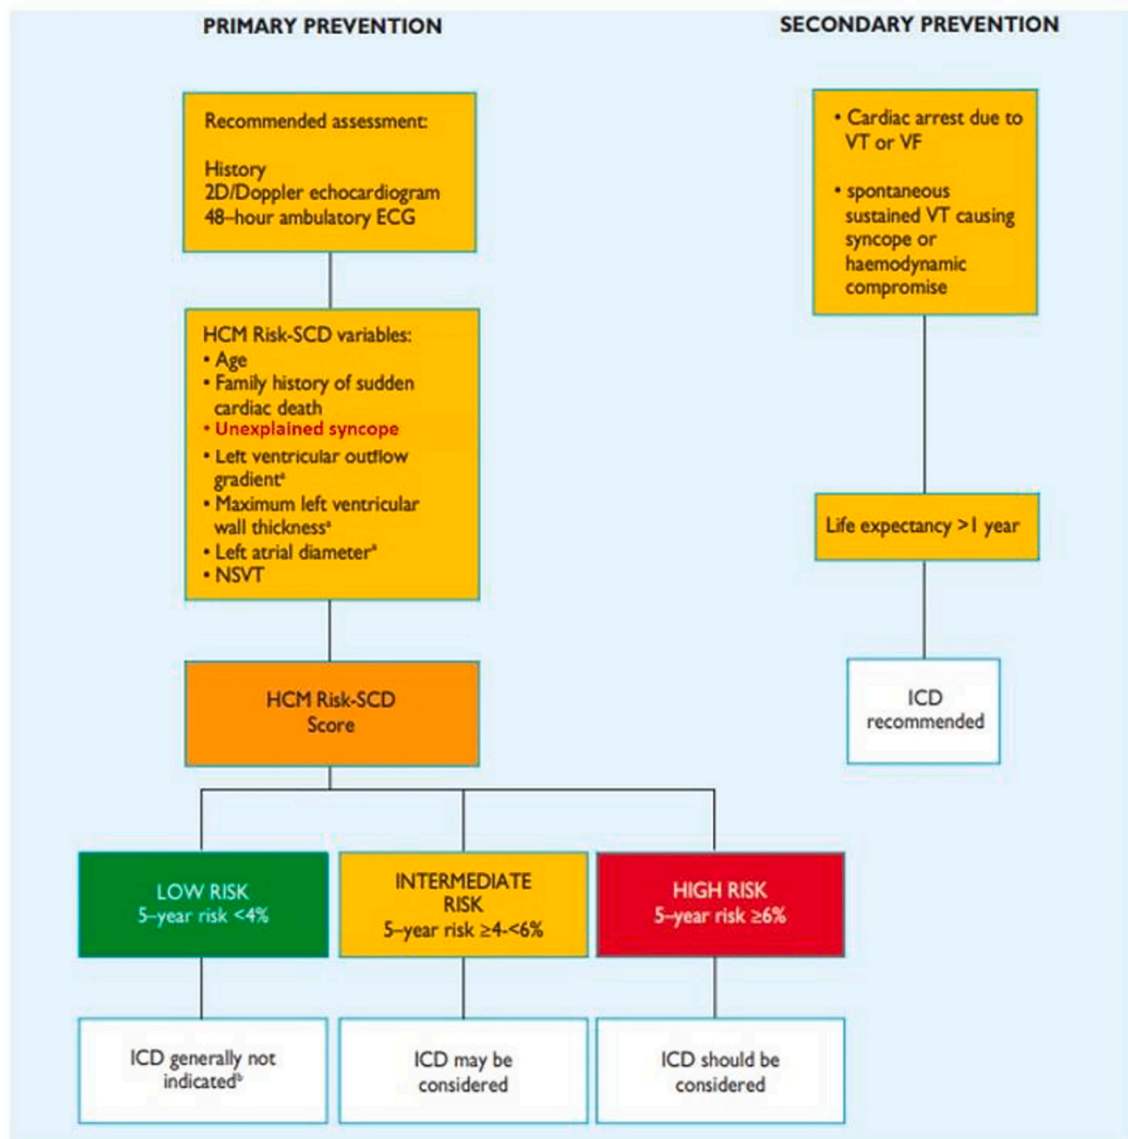 PRIMARY PREVENTION
Recommended assessment:
History
2D/Doppler echocardiogram
48–hour ambulatory ECG
HCM Risk-SCD variables:
• Age
• Family history of sudden
cardiac death
• Unexplained syncope
• Left ventricular outflow
gradientᵃ
• Maximum left ventricular
wall thicknessᵃ
• Left atrial diameterᵃ
• NSVT
HCM Risk-SCD
Score
LOW RISK
5–year risk <4%
INTERMEDIATE
RISK
5–year risk ≥4-<6%
HIGH RISK
5–year risk ≥6%
ICD generally not
indicatedᵇ
ICD may be
considered
ICD should be
considered
SECONDARY PREVENTION
• Cardiac arrest due to
VT or VF
• spontaneous
sustained VT causing
syncope or
haemodynamic
compromise
Life expectancy >1 year
ICD
recommended